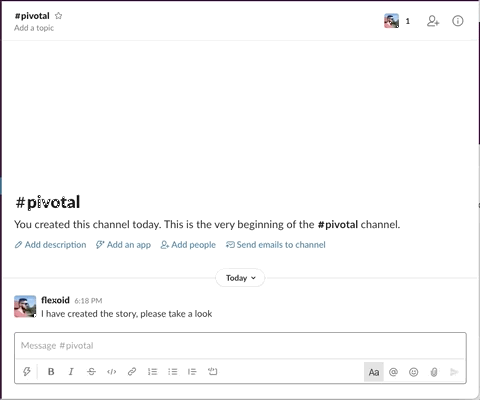 #pivotal
Add a topic
1
#pivotal
You created this channel today. This is the very beginning of the #pivotal channel.
Add description Add an app Add people Send emails to channel
Today
flexoid 6:18 PM
I have created the story, please take a look
Message #pivotal
B I S </> Aa @